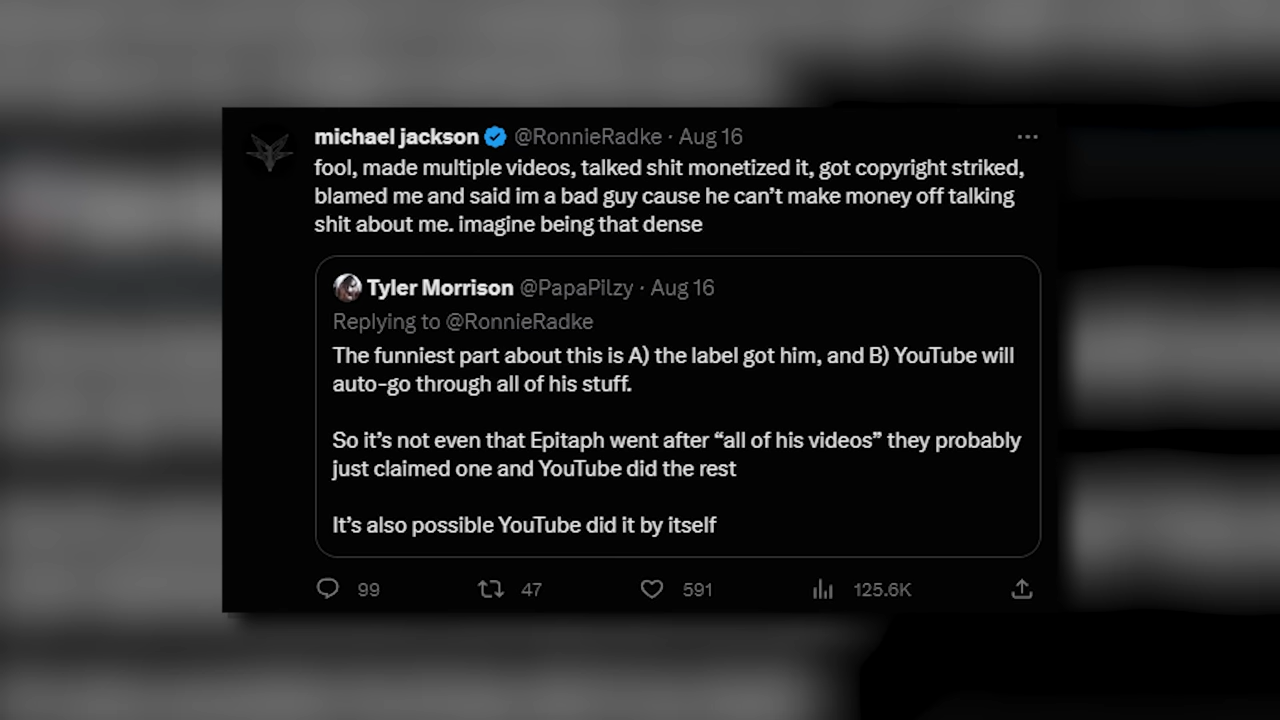 michael jackson @RonnieRadke · Aug 16
fool, made multiple videos, talked shit monetized it, got copyright striked,
blamed me and said im a bad guy cause he can’t make money off talking
shit about me. imagine being that dense
Tyler Morrison @PapaPilzy · Aug 16
Replying to @RonnieRadke
The funniest part about this is A) the label got him, and B) YouTube will
auto-go through all of his stuff.
So it’s not even that Epitaph went after “all of his videos” they probably
just claimed one and YouTube did the rest
It’s also possible YouTube did it by itself
99 47 591 125.6K